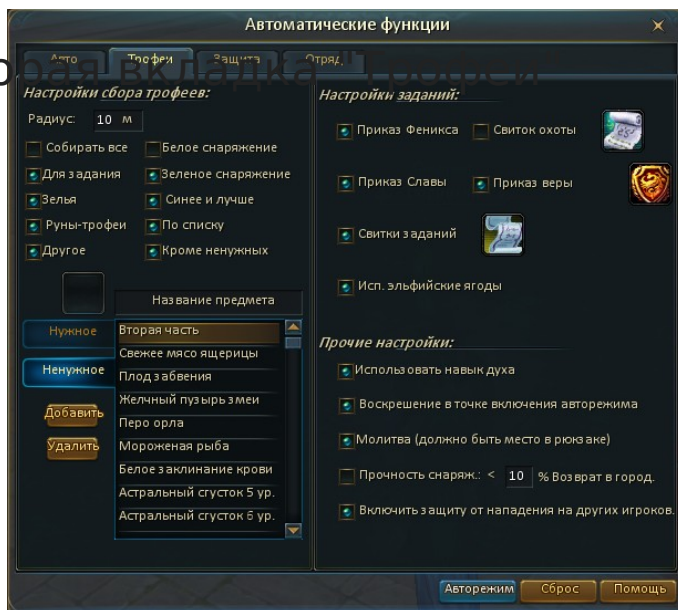 Автоматические функции
Авто Трофеи Защита Отряд
орая вкладка "Трофеи"
Настройки сбора трофеев:
Радиус: 10 м
Собирать все Белое снаряжение
Для задания Зеленое снаряжение
Зелья Синее и лучше
Руны-трофеи По списку
Другое Кроме ненужных
Название предмета
Нужное
Ненужное
Добавить
Удалить
Вторая часть
Свежее мясо ящерицы
Плод забвения
Желчный пузырь змеи
Перо орла
Мороженая рыба
Белое заклинание крови
Астральный сгусток 5 ур.
Астральный сгусток 6 ур.
Настройки заданий:
Приказ Феникса Свиток охоты
Приказ Славы Приказ веры
Свитки заданий
Исп. эльфийские ягоды
Прочие настройки:
Использовать навык духа
Воскрешение в точке включения авторежима
Молитва (должно быть место в рюкзаке)
Прочность снаряж.: < 10 % Возврат в город.
Включить защиту от нападения на других игроков.
Авторежим Сброс Помощь